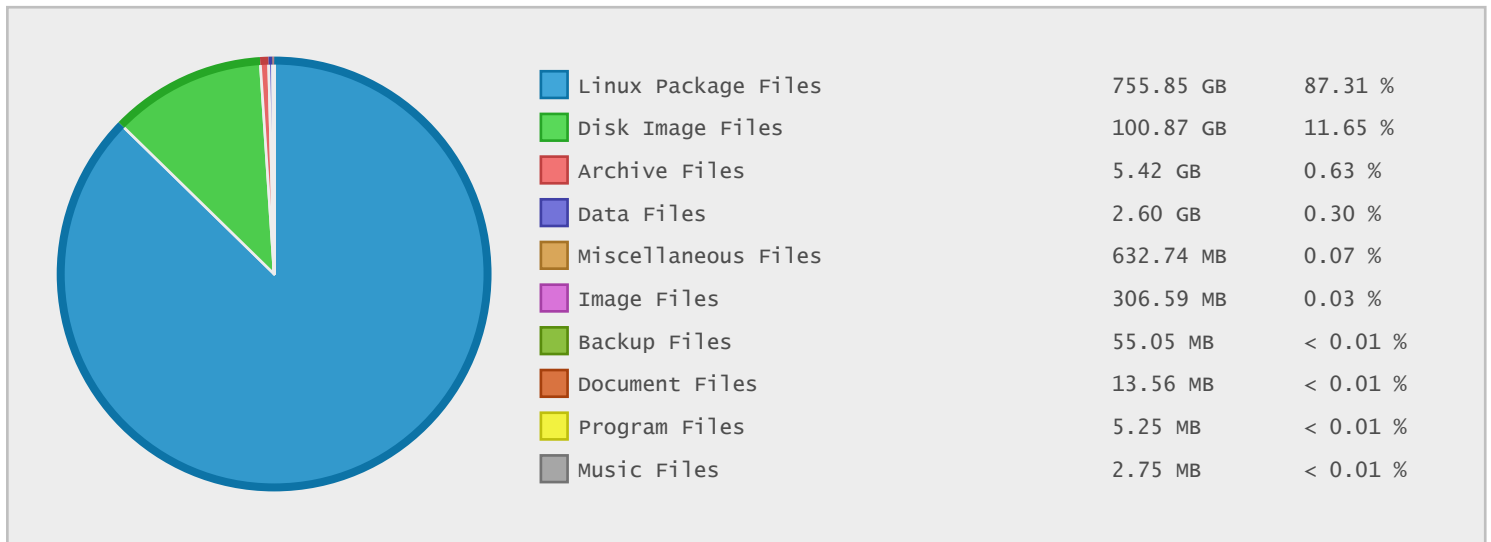 Linux Package Files 755.85 GB 87.31 %
Disk Image Files 100.87 GB 11.65 %
Archive Files 5.42 GB 0.63 %
Data Files 2.60 GB 0.30 %
Miscellaneous Files 632.74 MB 0.07 %
Image Files 306.59 MB 0.03 %
Backup Files 55.05 MB < 0.01 %
Document Files 13.56 MB < 0.01 %
Program Files 5.25 MB < 0.01 %
Music Files 2.75 MB < 0.01 %